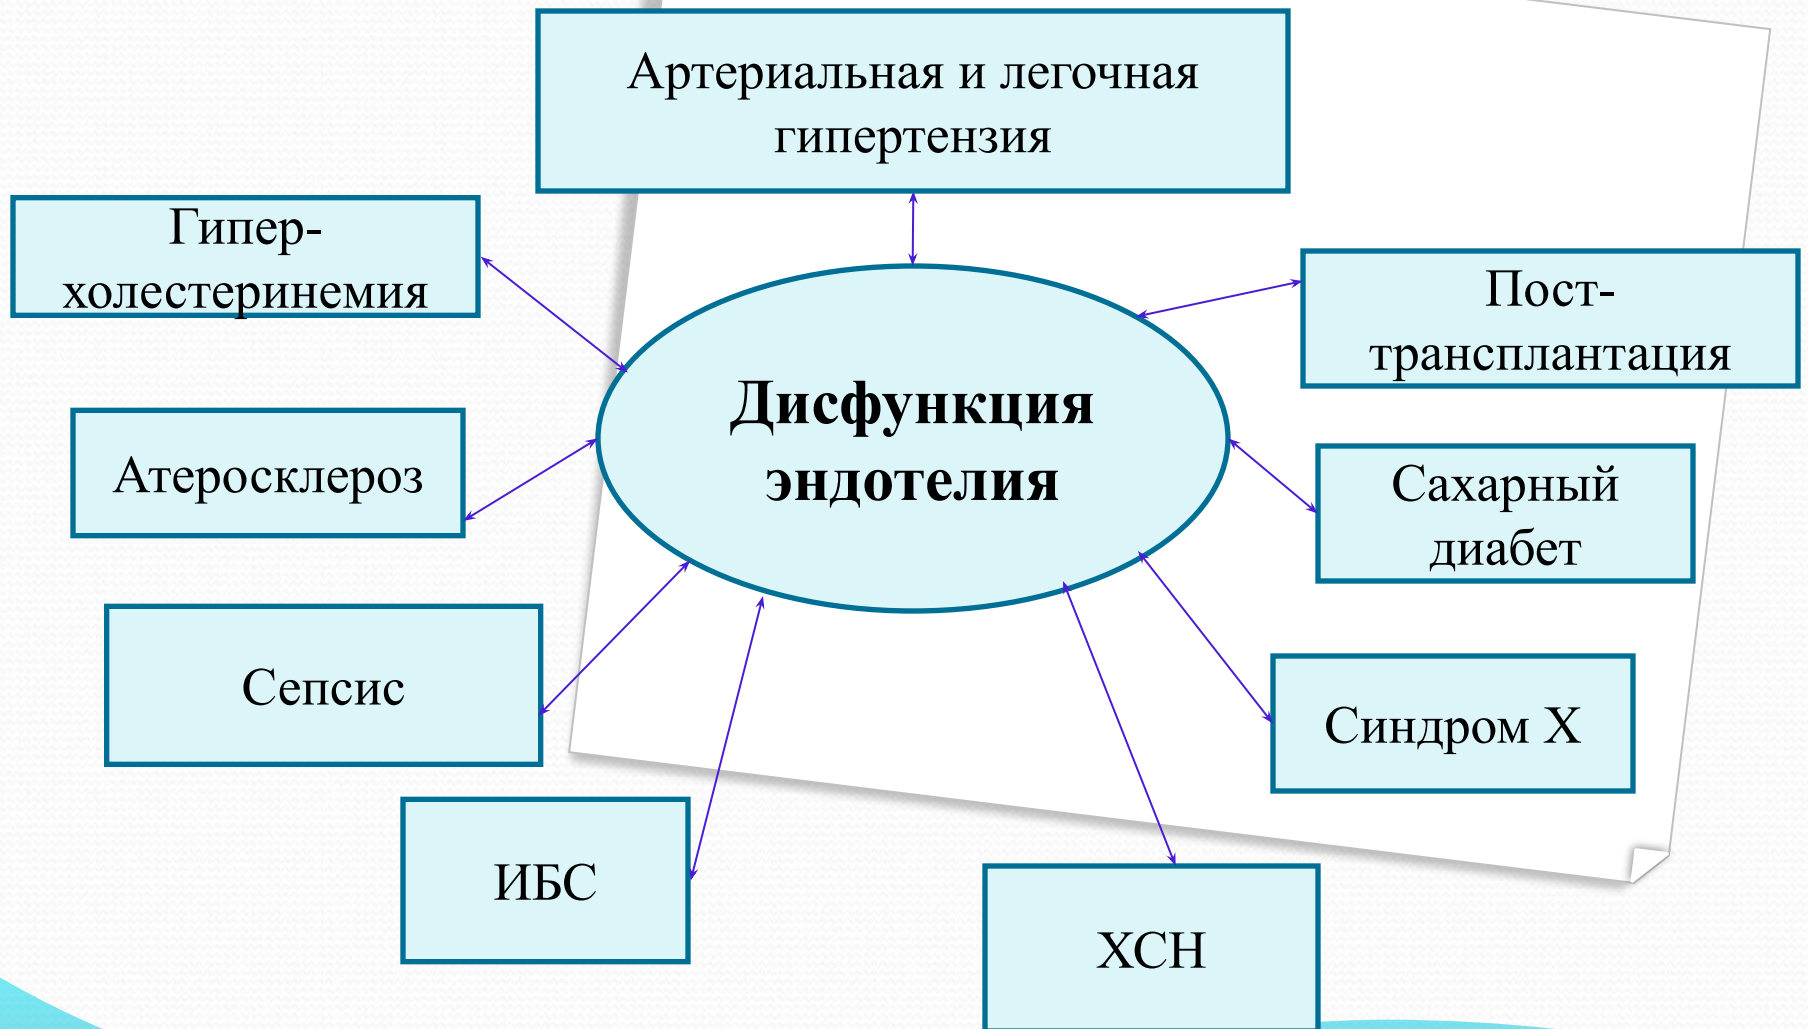 Артериальная и легочная
гипертензия
Гипер-
холестеринемия
Пост-
трансплантация
Дисфункция
эндотелия
Атеросклероз
Сахарный
диабет
Сепсис
Синдром Х
ИБС
ХСН